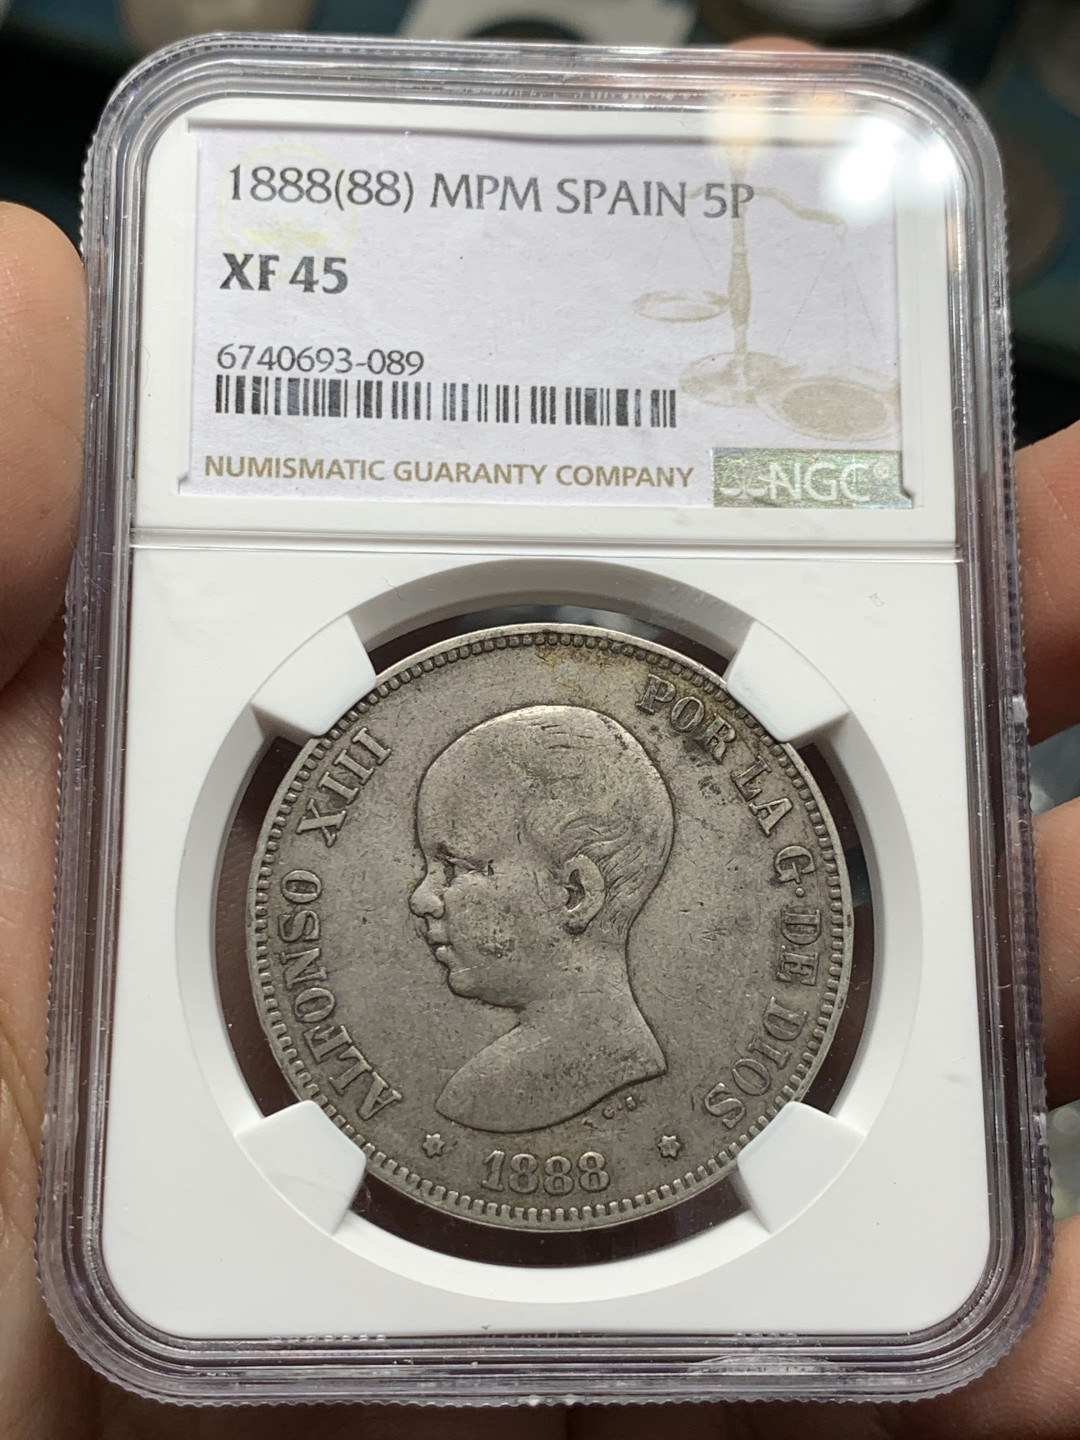 1888(88) MPM SPAIN 5P
XF 45
6740693-089
NUMISMATIC GUARANTY COMPANY
NGC®
ALFONSO XIII
POR LA G· DE DIOS
G.S.
1888